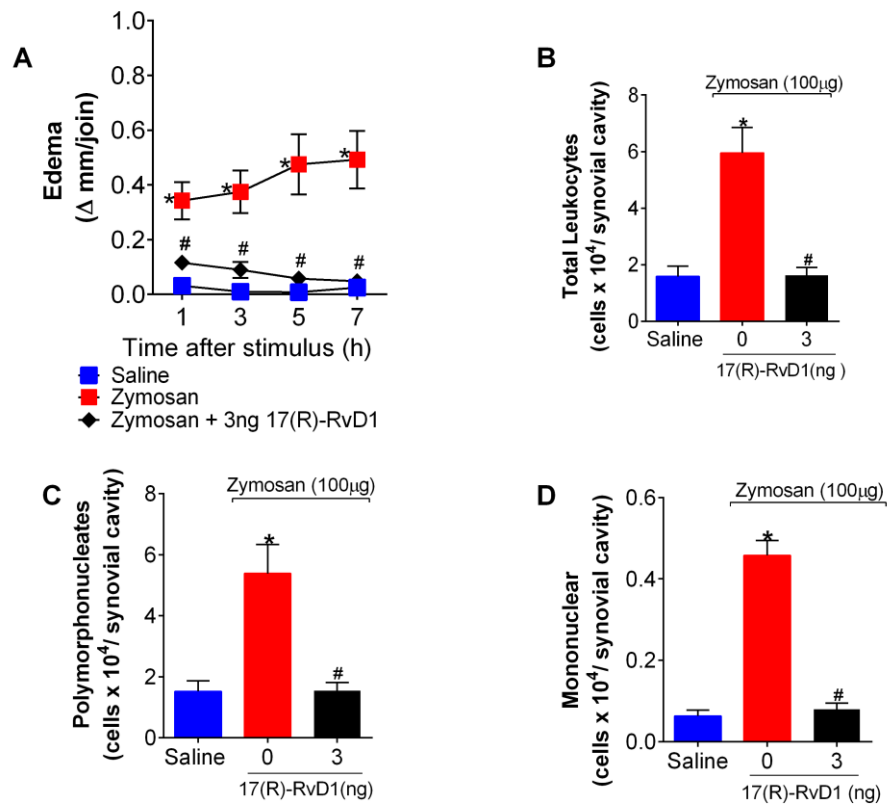 A
Edema
(Δ mm/join)
1.0
0.8
0.6
0.4
0.2
0.0
* * * *
# # # #
1 3 5 7
Time after stimulus (h)
Saline
Zymosan
Zymosan + 3ng 17(R)-RvD1
B
Zymosan (100μg)
Total Leukocytes
(cells x 10⁴/ synovial cavity)
8
6
4
2
0
*
#
Saline 0 3
17(R)-RvD1(ng )
C
Zymosan (100μg)
Polymorphonucleates
(cells x 10⁴/ synovial cavity)
8
6
4
2
0
*
#
Saline 0 3
17(R)-RvD1(ng)
D
Zymosan (100μg)
Mononuclear
(cells x 10⁴/ synovial cavity)
0.6
0.4
0.2
0.0
*
#
Saline 0 3
17(R)-RvD1 (ng)